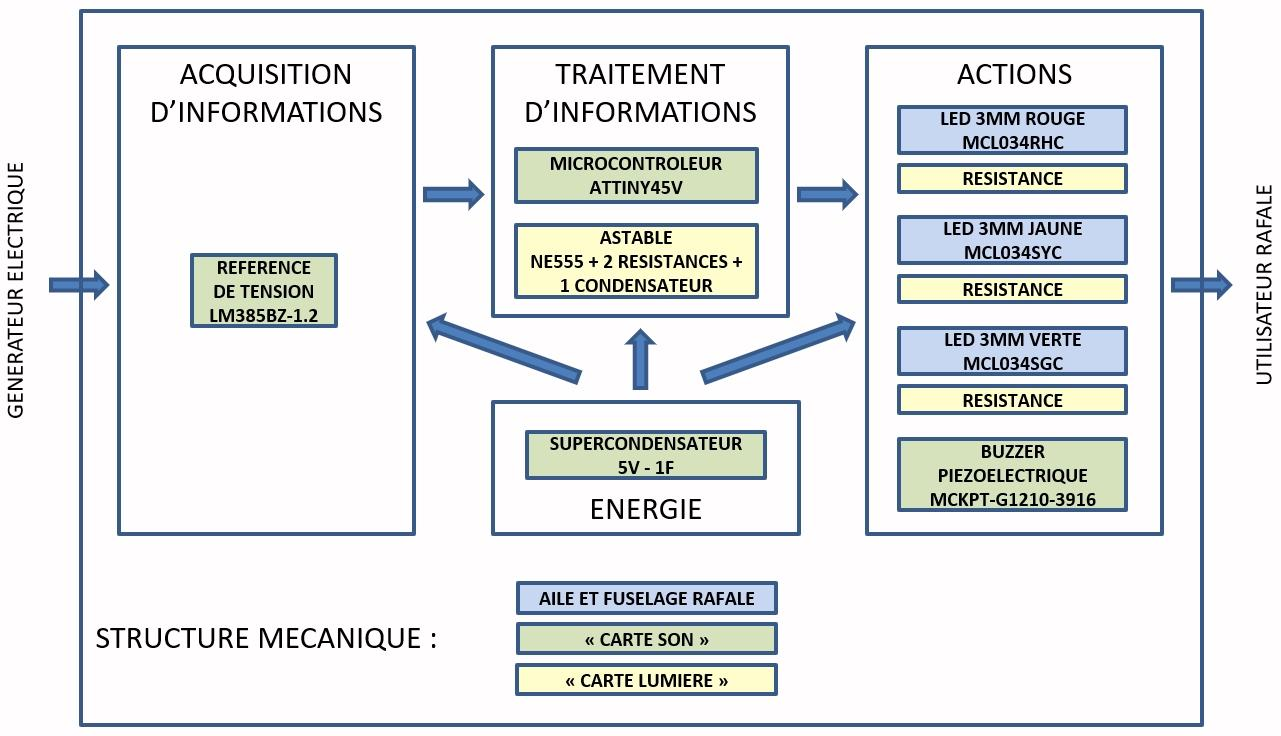 GENERATEUR ELECTRIQUE
ACQUISITION
D’INFORMATIONS
REFERENCE
DE TENSION
LM385BZ-1.2
TRAITEMENT
D’INFORMATIONS
MICROCONTROLEUR
ATTINY45V
ASTABLE
NE555 + 2 RESISTANCES +
1 CONDENSATEUR
SUPERCONDENSATEUR
5V - 1F
ENERGIE
ACTIONS
LED 3MM ROUGE
MCL034RHC
RESISTANCE
LED 3MM JAUNE
MCL034SYC
RESISTANCE
LED 3MM VERTE
MCL034SGC
RESISTANCE
BUZZER
PIEZOELECTRIQUE
MCKPT-G1210-3916
UTILISATEUR RAFALE
STRUCTURE MECANIQUE :
AILE ET FUSELAGE RAFALE
« CARTE SON »
« CARTE LUMIERE »